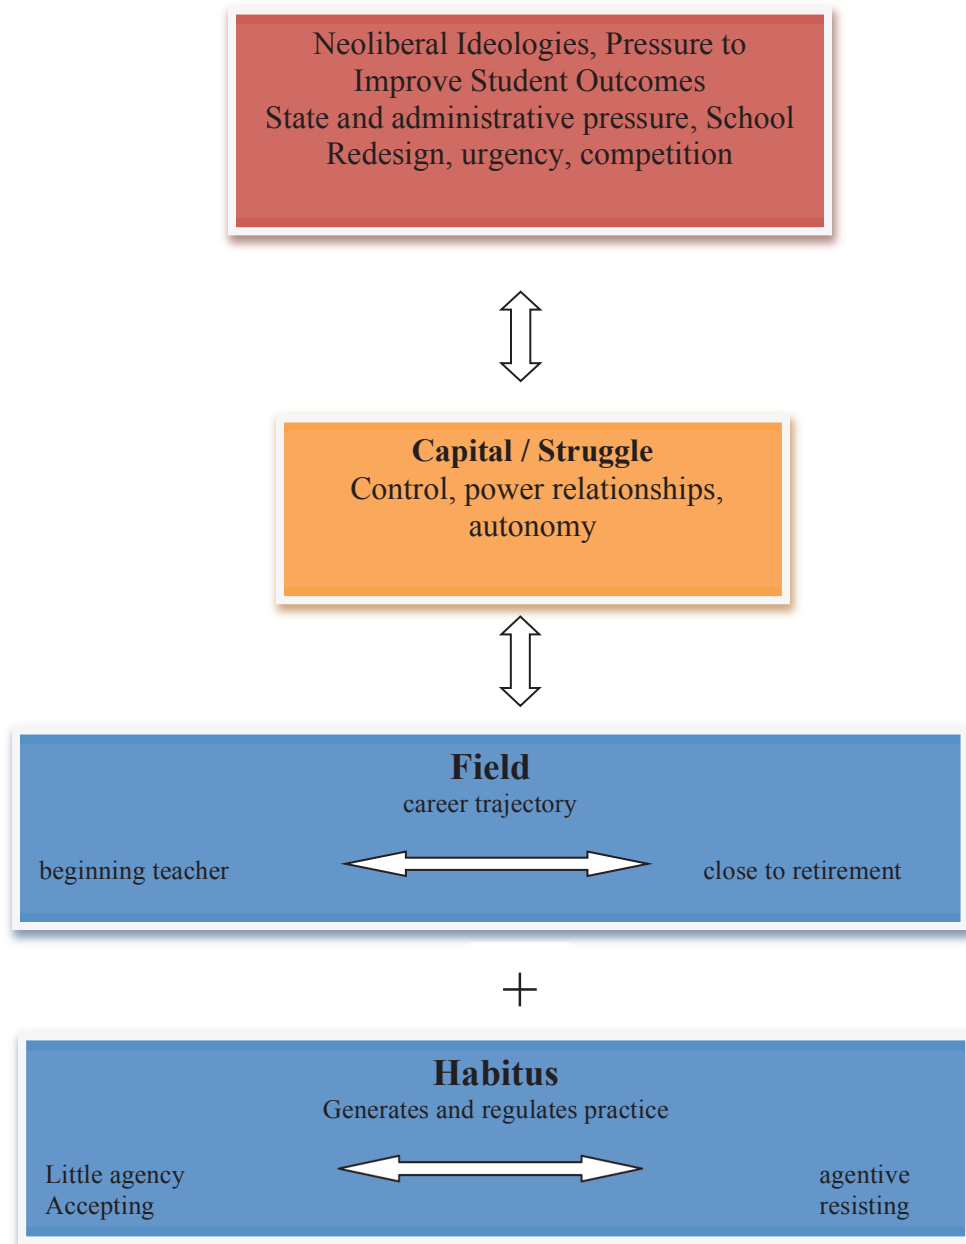 Neoliberal Ideologies, Pressure to
Improve Student Outcomes
State and administrative pressure, School
Redesign, urgency, competition
Capital / Struggle
Control, power relationships,
autonomy
Field
career trajectory
beginning teacher
close to retirement
+
Habitus
Generates and regulates practice
Little agency
Accepting
agentive
resisting